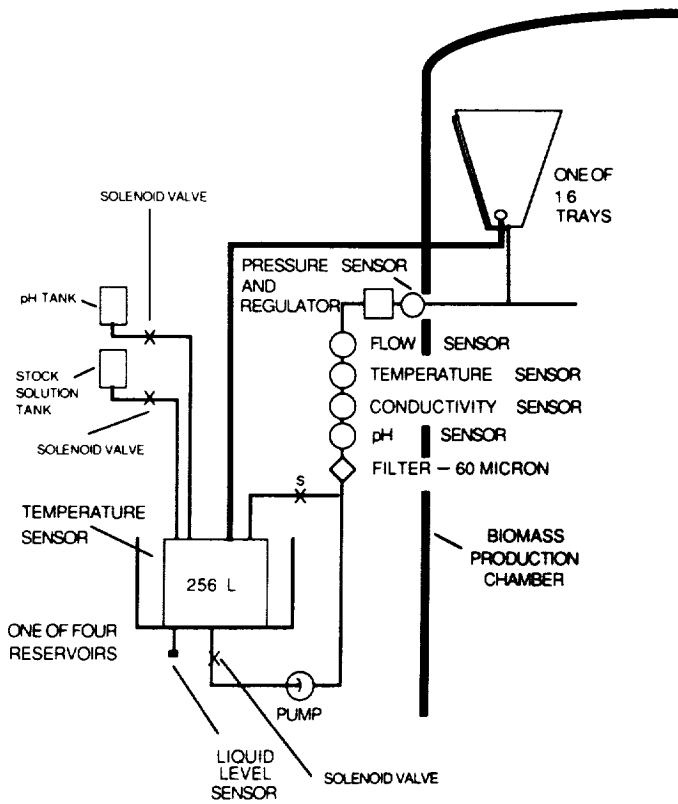 ONE OF
16
TRAYS
SOLENOID VALVE
PRESSURE SENSOR
AND
REGULATOR
pH TANK
FLOW SENSOR
STOCK
SOLUTION
TANK
TEMPERATURE SENSOR
CONDUCTIVITY SENSOR
SOLENOID VALVE
pH SENSOR
FILTER – 60 MICRON
S
TEMPERATURE
SENSOR
BIOMASS
PRODUCTION
CHAMBER
256 L
ONE OF FOUR
RESERVOIRS
PUMP
LIQUID
LEVEL
SENSOR
SOLENOID VALVE